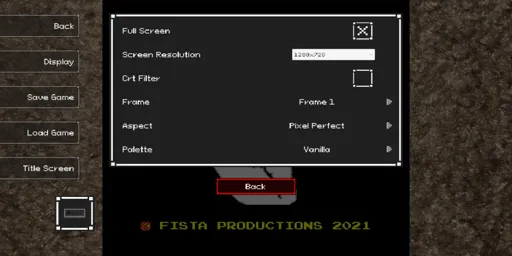 Back
Display
Save Game
Load Game
Title Screen
Full Screen
Screen Resolution 1280x720
Crt Filter
Frame Frame 1
Aspect Pixel Perfect
Palette Vanilla
Back
FISTA PRODUCTIONS 2021